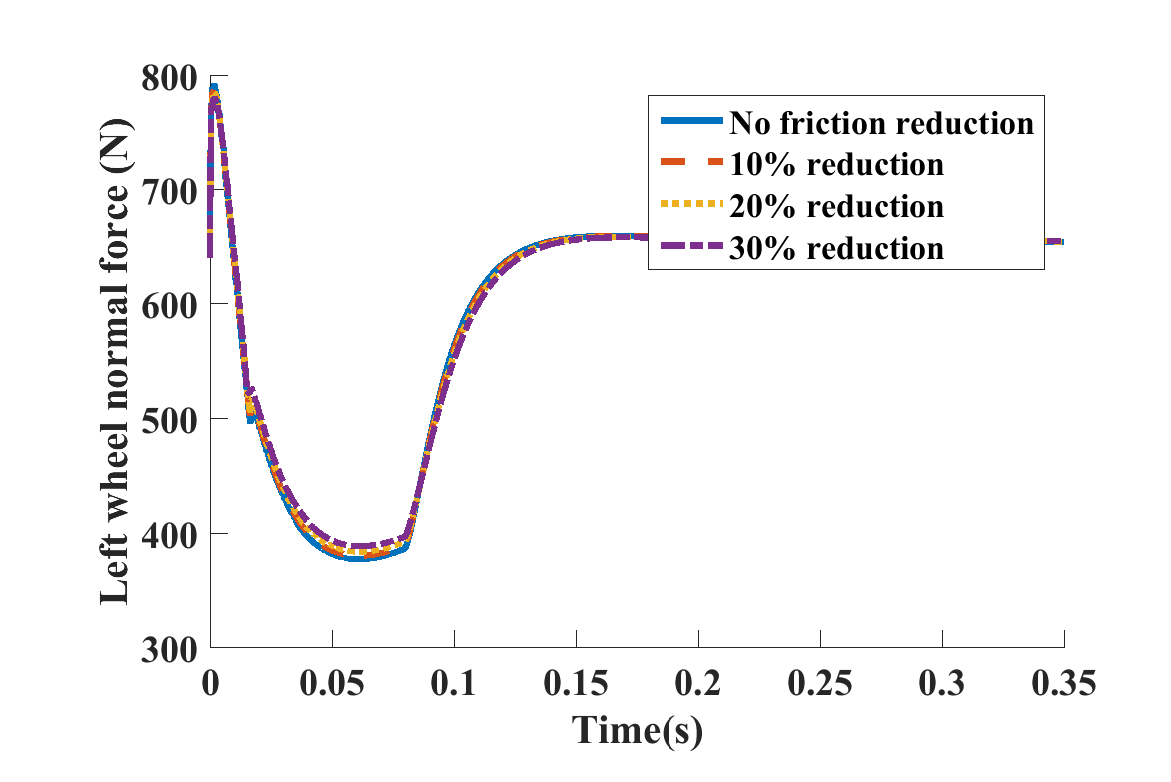 Left wheel normal force (N)
800
700
600
500
400
300
No friction reduction
10% reduction
20% reduction
30% reduction
0 0.05 0.1 0.15 0.2 0.25 0.3 0.35
Time(s)